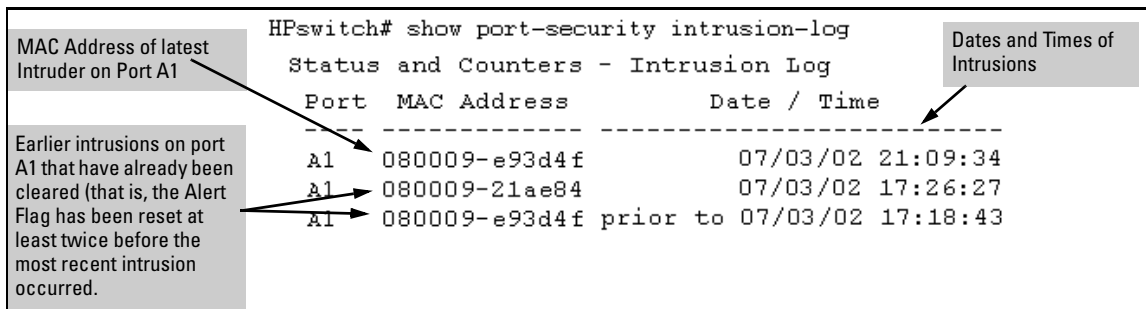 HPswitch# show port-security intrusion-log
MAC Address of latest
Intruder on Port A1
Dates and Times of
Intrusions
Status and Counters - Intrusion Log
Port MAC Address Date / Time
---- ------------- --------------------------
Earlier intrusions on port
A1 that have already been
cleared (that is, the Alert
Flag has been reset at
least twice before the
most recent intrusion
occurred.
A1 080009-e93d4f 07/03/02 21:09:34
A1 080009-21ae84 07/03/02 17:26:27
A1 080009-e93d4f prior to 07/03/02 17:18:43